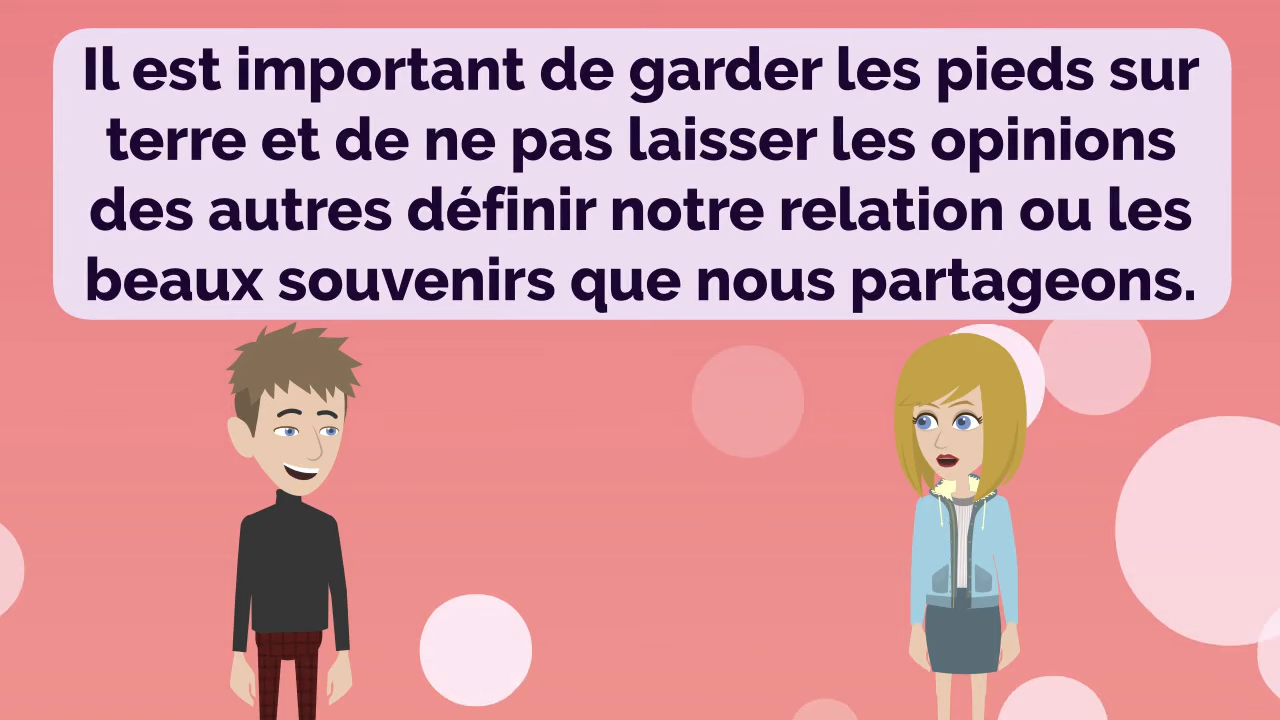 Il est important de garder les pieds sur
terre et de ne pas laisser les opinions
des autres définir notre relation ou les
beaux souvenirs que nous partageons.